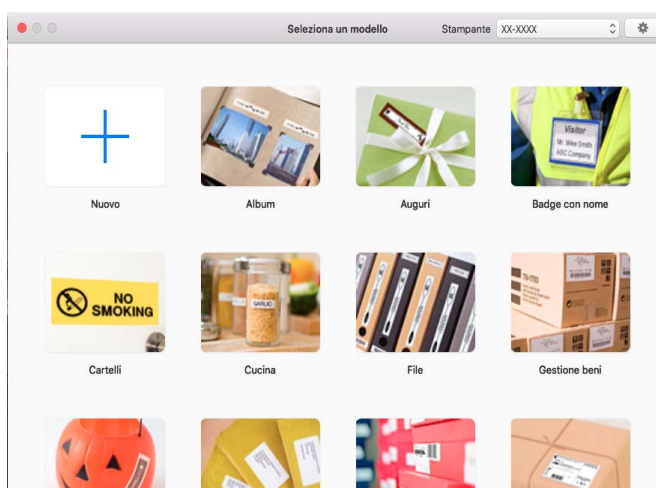 Seleziona un modello Stampante XX-XXXX
Nuovo
Album
Auguri
Badge con nome
Visitor
Mr. Mike Smith
ABC Company
Cartelli
NO
SMOKING
Cucina
GARLIC
File
Gestione beni